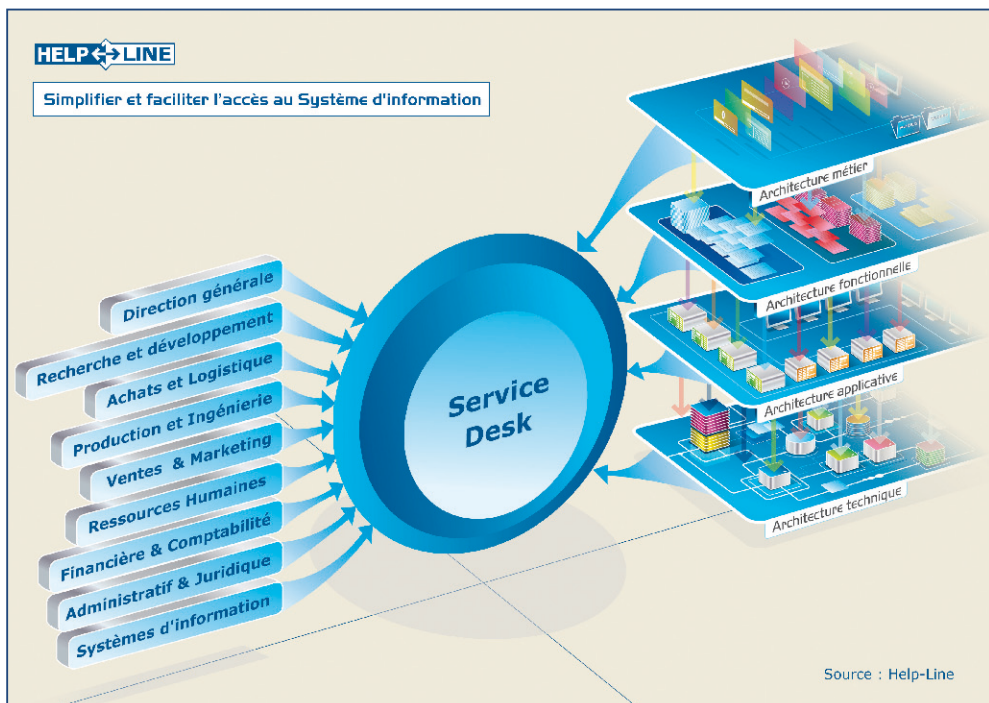 HELP LINE
Simplifier et faciliter l'accès au Système d'information
Architecture métier
Architecture fonctionnelle
Architecture applicative
Architecture technique
Direction générale
Recherche et développement
Achats et Logistique
Production et Ingénierie
Ventes & Marketing
Ressources Humaines
Financière & Comptabilité
Administratif & Juridique
Systèmes d'information
Service
Desk
Source : Help-Line